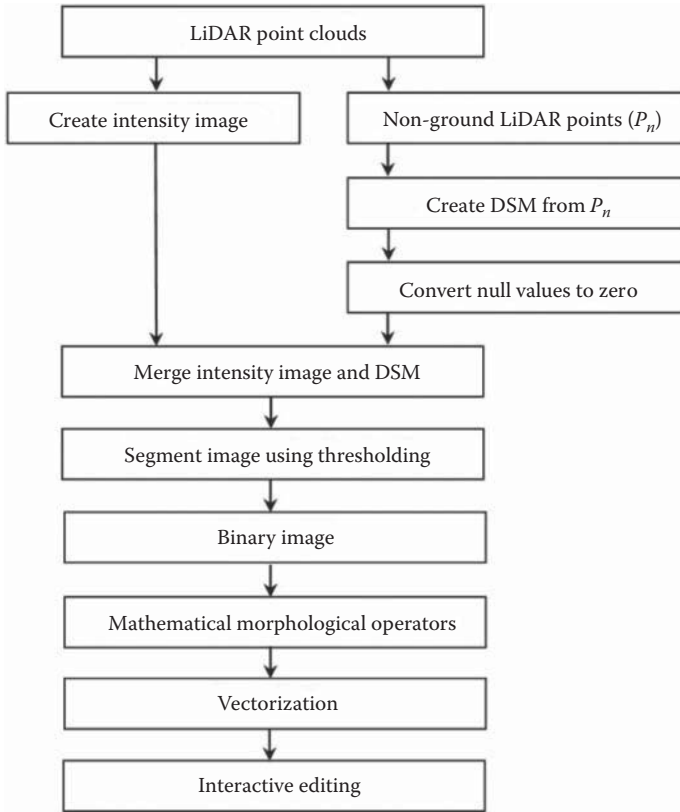 LiDAR point clouds
Create intensity image
Non-ground LiDAR points (Pn)
Create DSM from Pn
Convert null values to zero
Merge intensity image and DSM
Segment image using thresholding
Binary image
Mathematical morphological operators
Vectorization
Interactive editing